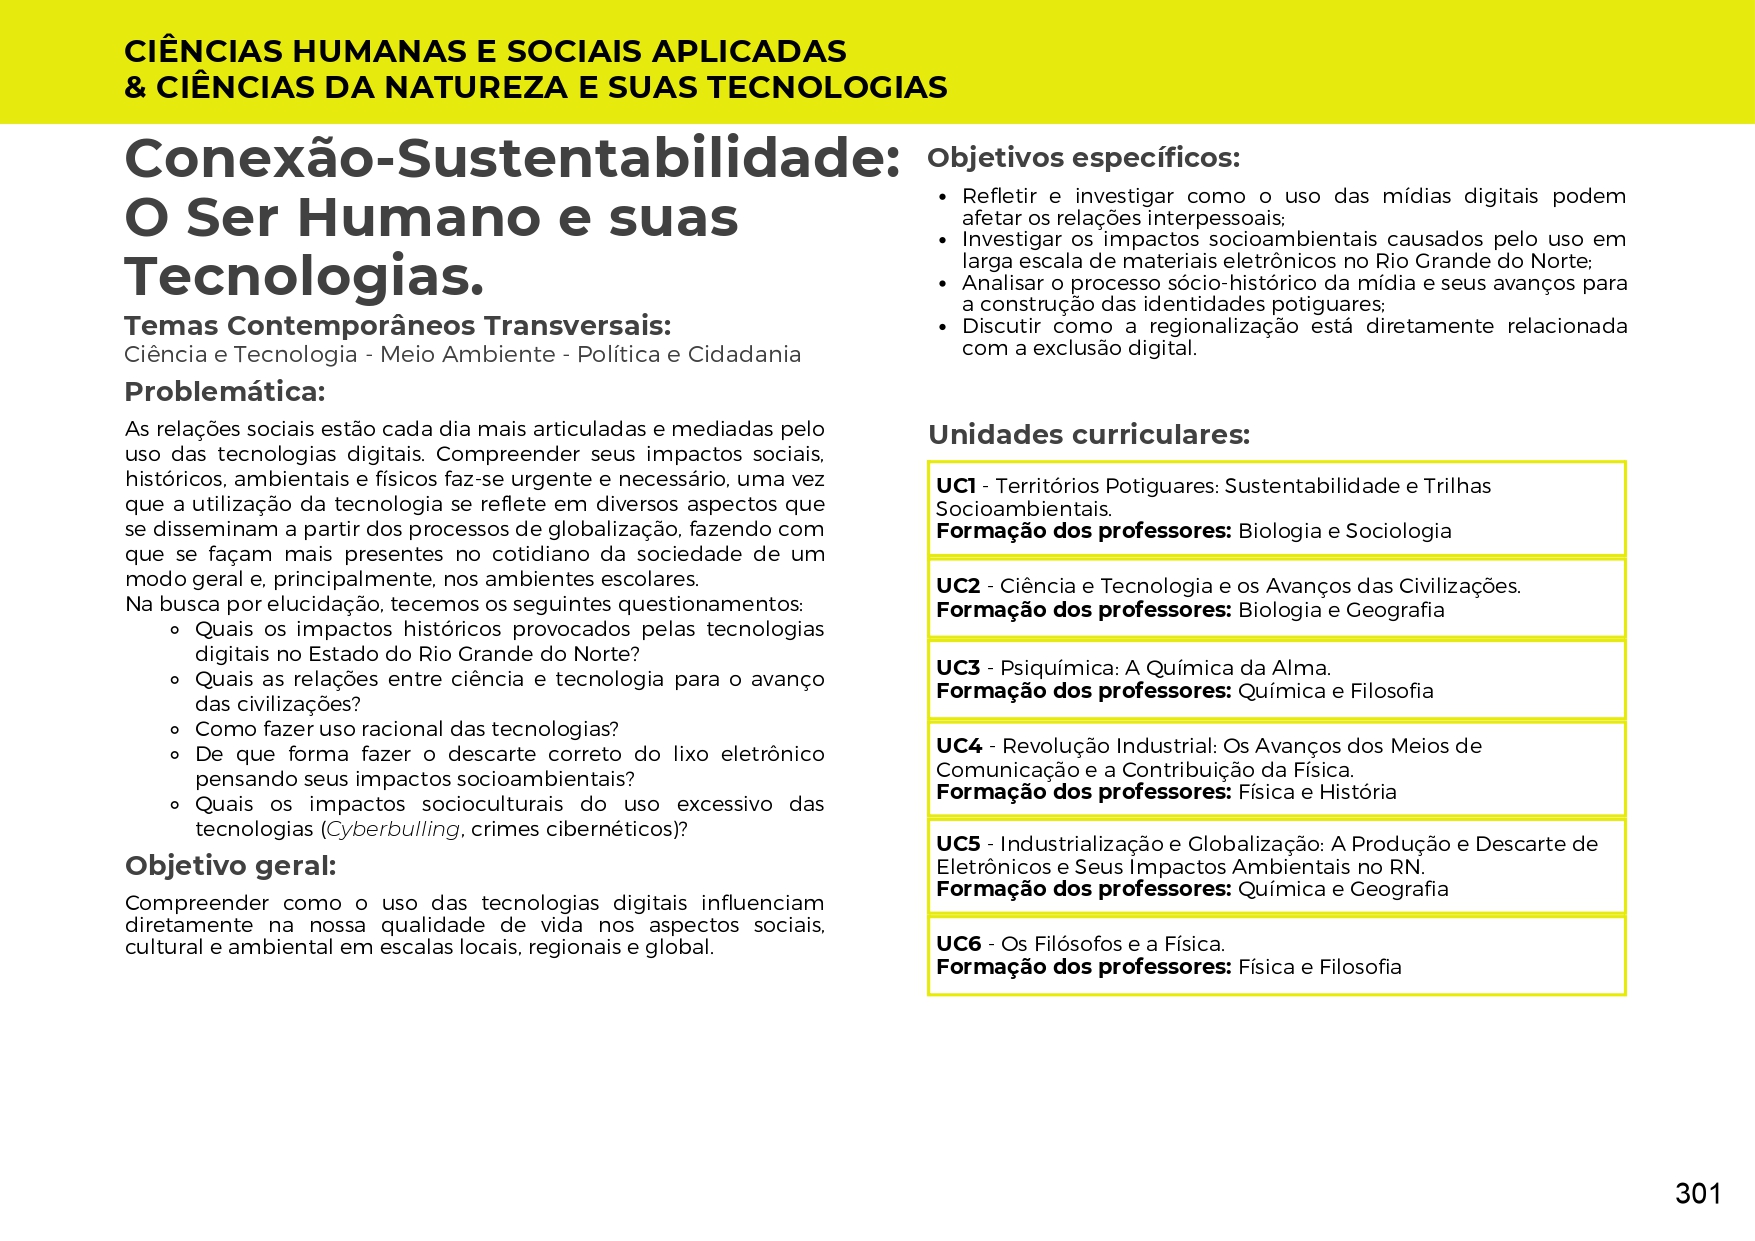 CIÊNCIAS HUMANAS E SOCIAIS APLICADAS
& CIÊNCIAS DA NATUREZA E SUAS TECNOLOGIAS
Conexão-Sustentabilidade:
O Ser Humano e suas
Tecnologias.
Temas Contemporâneos Transversais:
Ciência e Tecnologia - Meio Ambiente - Política e Cidadania
Problemática:
As relações sociais estão cada dia mais articuladas e mediadas pelo
uso das tecnologias digitais. Compreender seus impactos sociais,
históricos, ambientais e físicos faz-se urgente e necessário, uma vez
que a utilização da tecnologia se reflete em diversos aspectos que
se disseminam a partir dos processos de globalização, fazendo com
que se façam mais presentes no cotidiano da sociedade de um
modo geral e, principalmente, nos ambientes escolares.
Na busca por elucidação, tecemos os seguintes questionamentos:
Quais os impactos históricos provocados pelas tecnologias
digitais no Estado do Rio Grande do Norte?
Quais as relações entre ciência e tecnologia para o avanço
das civilizações?
Como fazer uso racional das tecnologias?
De que forma fazer o descarte correto do lixo eletrônico
pensando seus impactos socioambientais?
Quais os impactos socioculturais do uso excessivo das
tecnologias (Cyberbulling, crimes cibernéticos)?
Objetivo geral:
Compreender como o uso das tecnologias digitais influenciam
diretamente na nossa qualidade de vida nos aspectos sociais,
cultural e ambiental em escalas locais, regionais e global.
Objetivos específicos:
• Refletir e investigar como o uso das mídias digitais podem
afetar os relações interpessoais;
• Investigar os impactos socioambientais causados pelo uso em
larga escala de materiais eletrônicos no Rio Grande do Norte;
• Analisar o processo sócio-histórico da mídia e seus avanços para
a construção das identidades potiguares;
• Discutir como a regionalização está diretamente relacionada
com a exclusão digital.
Unidades curriculares:
UC1 - Territórios Potiguares: Sustentabilidade e Trilhas
Socioambientais.
Formação dos professores: Biologia e Sociologia
UC2 - Ciência e Tecnologia e os Avanços das Civilizações.
Formação dos professores: Biologia e Geografia
UC3 - Psiquímica: A Química da Alma.
Formação dos professores: Química e Filosofia
UC4 - Revolução Industrial: Os Avanços dos Meios de
Comunicação e a Contribuição da Física.
Formação dos professores: Física e História
UC5 - Industrialização e Globalização: A Produção e Descarte de
Eletrônicos e Seus Impactos Ambientais no RN.
Formação dos professores: Química e Geografia
UC6 - Os Filósofos e a Física.
Formação dos professores: Física e Filosofia
301